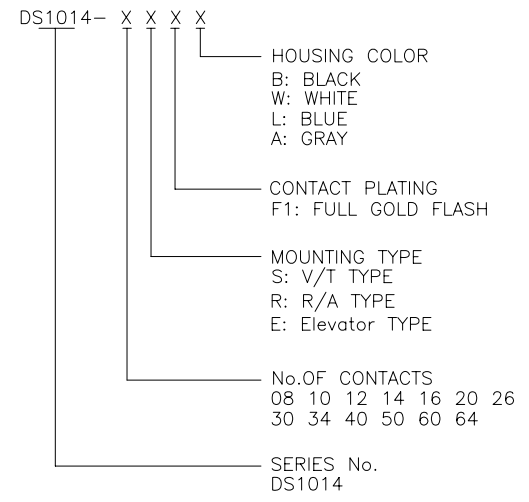 DS1014- X X X X
HOUSING COLOR
B: BLACK
W: WHITE
L: BLUE
A: GRAY
CONTACT PLATING
F1: FULL GOLD FLASH
MOUNTING TYPE
S: V/T TYPE
R: R/A TYPE
E: Elevator TYPE
No.OF CONTACTS
08 10 12 14 16 20 26
30 34 40 50 60 64
SERIES No.
DS1014